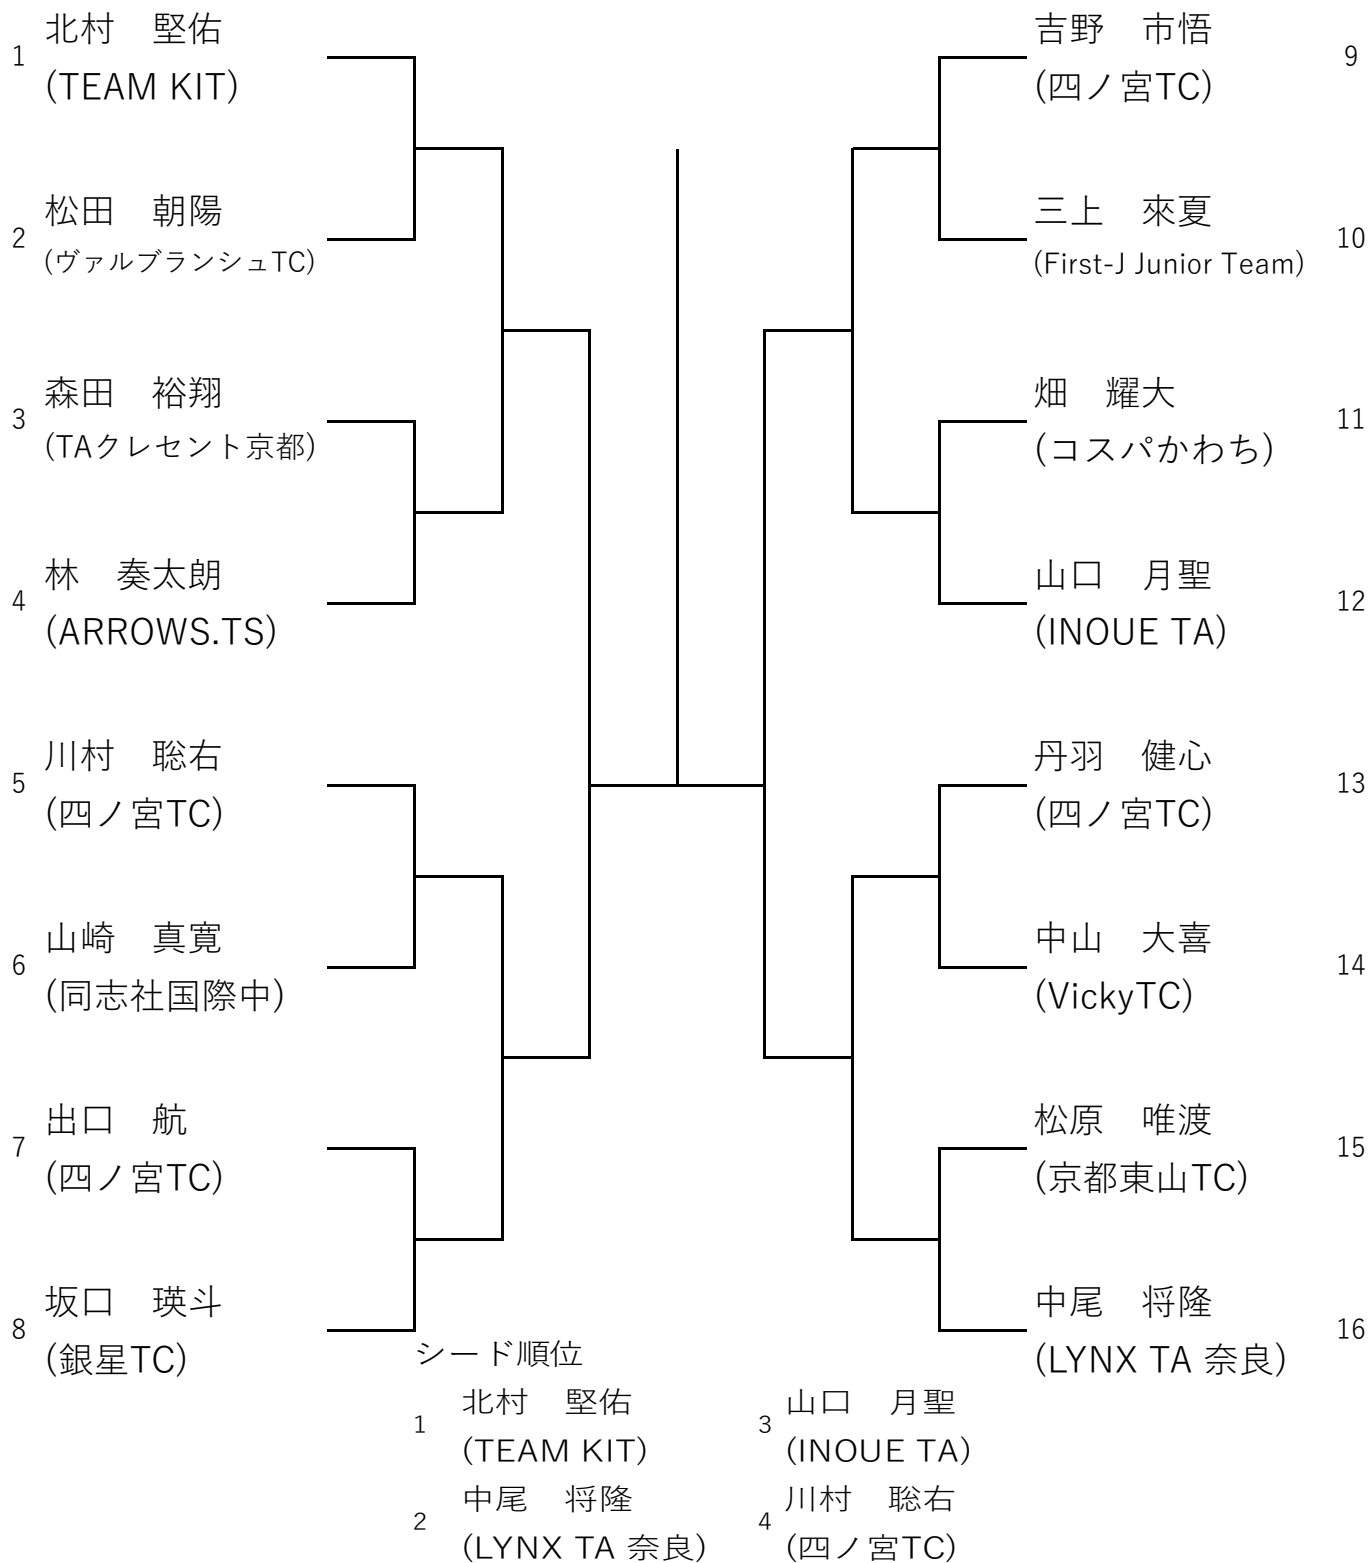 1
北村　堅佑
(TEAM KIT)
2
松田　朝陽
(ヴァルブランシュTC)
3
森田　裕翔
(TAクレセント京都)
4
林　奏太朗
(ARROWS.TS)
5
川村　聡右
(四ノ宮TC)
6
山崎　真寛
(同志社国際中)
7
出口　航
(四ノ宮TC)
8
坂口　瑛斗
(銀星TC)
吉野　市悟
(四ノ宮TC)
9
三上　來夏
(First-J Junior Team)
10
畑　耀大
(コスパかわち)
11
山口　月聖
(INOUE TA)
12
丹羽　健心
(四ノ宮TC)
13
中山　大喜
(VickyTC)
14
松原　唯渡
(京都東山TC)
15
中尾　将隆
(LYNX TA 奈良)
16
シード順位
1
北村　堅佑
(TEAM KIT)
2
中尾　将隆
(LYNX TA 奈良)
3
山口　月聖
(INOUE TA)
4
川村　聡右
(四ノ宮TC)